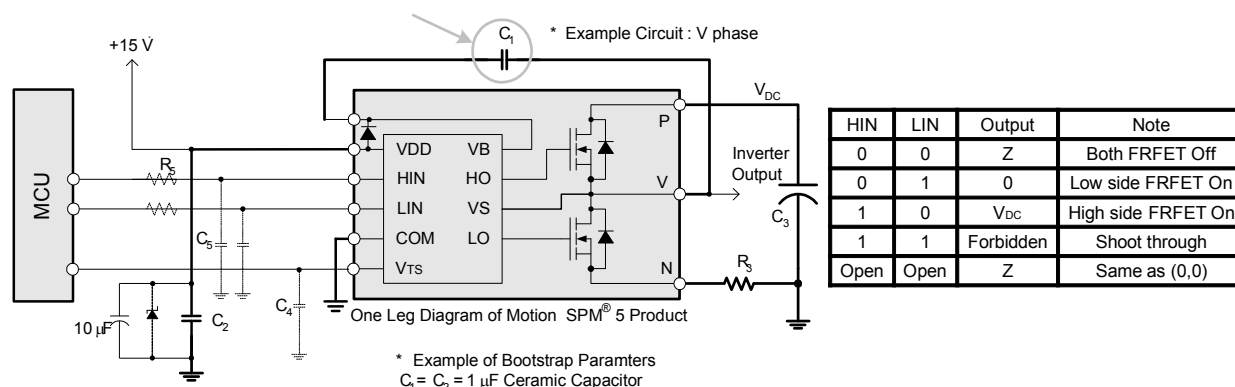 C1
* Example Circuit : V phase
+15 V
VDC
P
MCU
R5
VDD
VB
HIN
HO
LIN
VS
COM
LO
VTS
V
Inverter
Output
C3
N
R3
C5
C4
10 μF
C2
One Leg Diagram of Motion SPM® 5 Product
* Example of Bootstrap Paramters
C1 = C2 = 1 μF Ceramic Capacitor
HIN LIN Output Note
0 0 Z Both FRFET Off
0 1 0 Low side FRFET On
1 0 VDC High side FRFET On
1 1 Forbidden Shoot through
Open Open Z Same as (0,0)